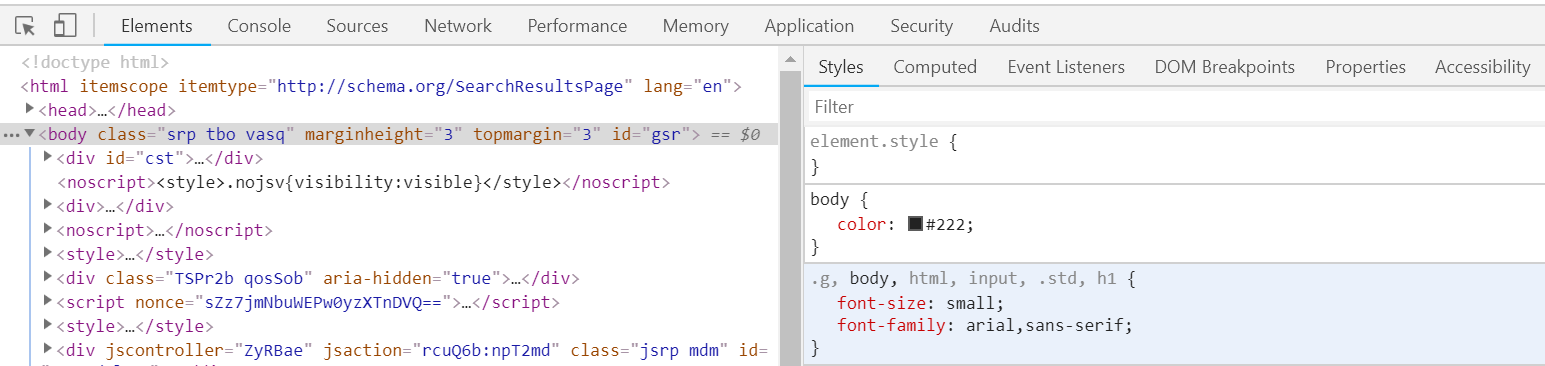 Elements Console Sources Network Performance Memory Application Security Audits
<!doctype html>
<html itemscope itemtype="http://schema.org/SearchResultsPage" lang="en">
<head>…</head>
<body class="srp tbo vasq" marginheight="3" topmargin="3" id="gsr"> == $0
<div id="cst">…</div>
<noscript><style>.nojsv{visibility:visible}</style></noscript>
<div>…</div>
<noscript>…</noscript>
<style>…</style>
<div class="TSPr2b qosSob" aria-hidden="true">…</div>
<script nonce="sZz7jmNbuWEPw0yzXTnDVQ==">…</script>
<style>…</style>
<div jscontroller="ZyRBae" jsaction="rcuQ6b:npT2md" class="jsrp mdm" id=
Styles Computed Event Listeners DOM Breakpoints Properties Accessibility
Filter
element.style {
}
body {
color: #222;
}
.g, body, html, input, .std, h1 {
font-size: small;
font-family: arial,sans-serif;
}